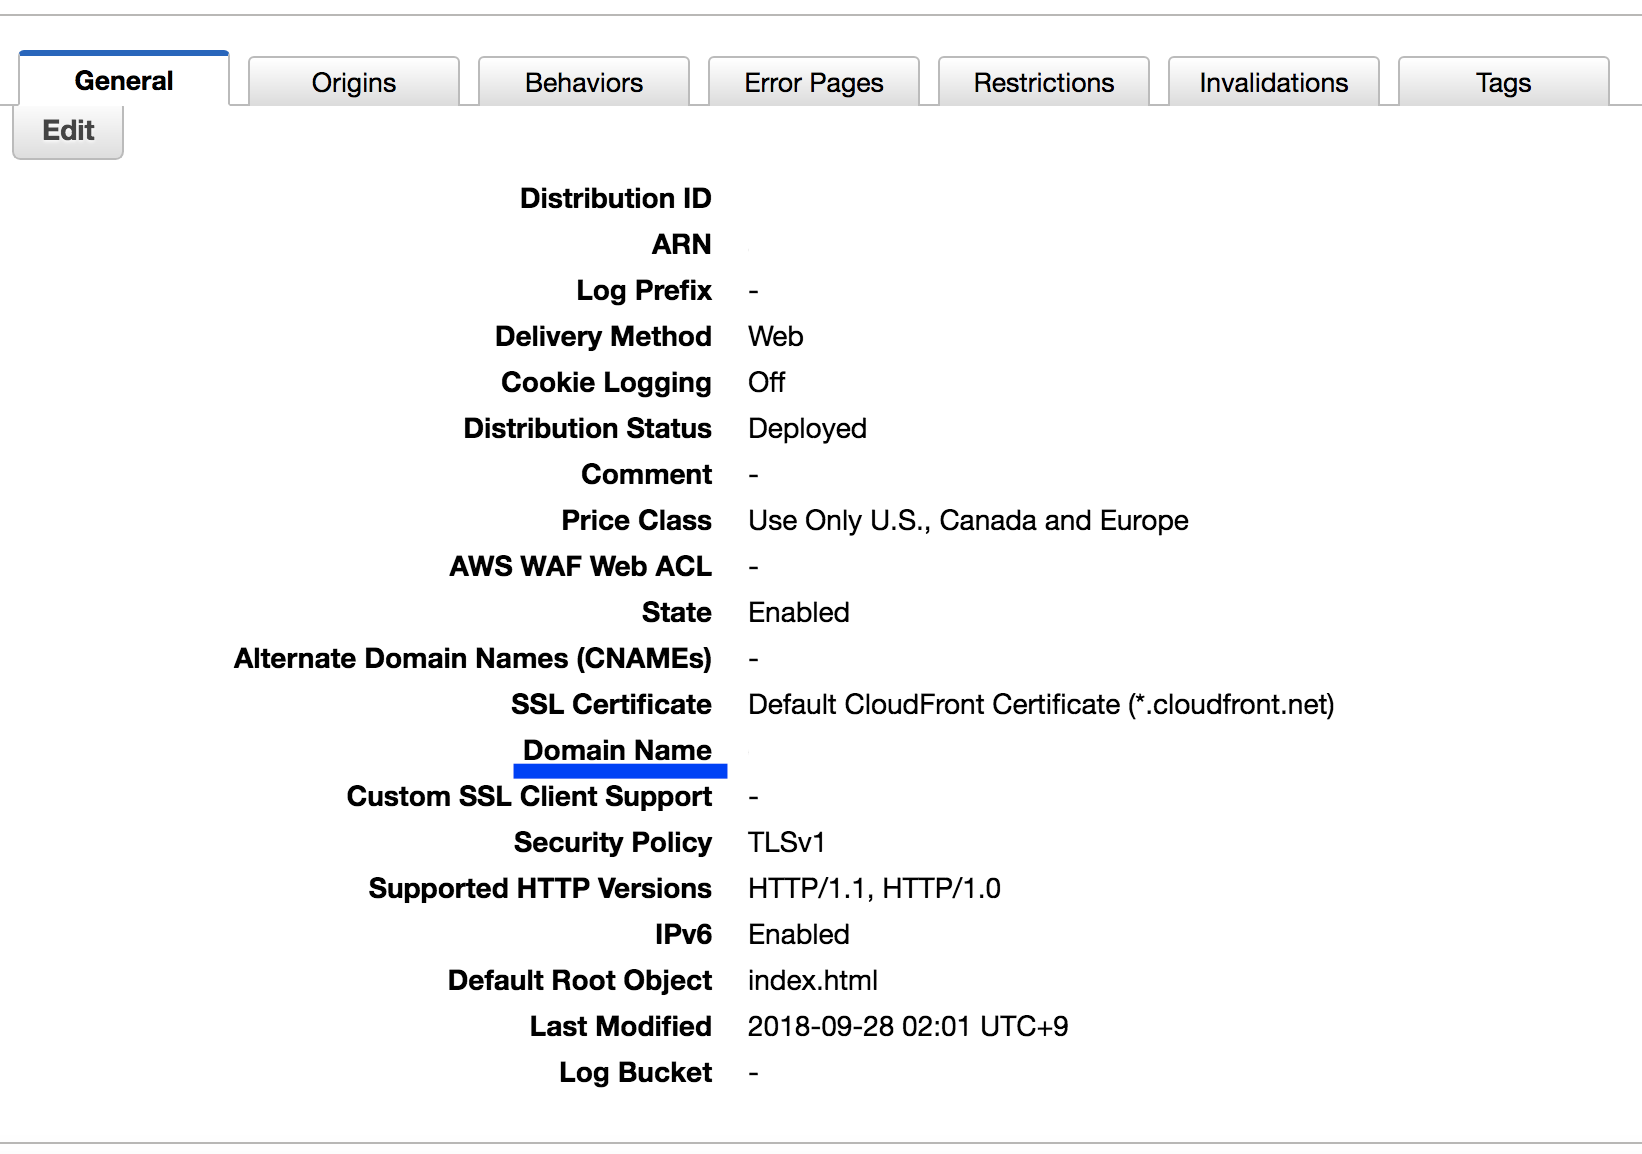 General Origins Behaviors Error Pages Restrictions Invalidations Tags
Edit
Distribution ID
ARN
Log Prefix -
Delivery Method Web
Cookie Logging Off
Distribution Status Deployed
Comment -
Price Class Use Only U.S., Canada and Europe
AWS WAF Web ACL -
State Enabled
Alternate Domain Names (CNAMEs) -
SSL Certificate Default CloudFront Certificate (*.cloudfront.net)
Domain Name
Custom SSL Client Support -
Security Policy TLSv1
Supported HTTP Versions HTTP/1.1, HTTP/1.0
IPv6 Enabled
Default Root Object index.html
Last Modified 2018-09-28 02:01 UTC+9
Log Bucket -